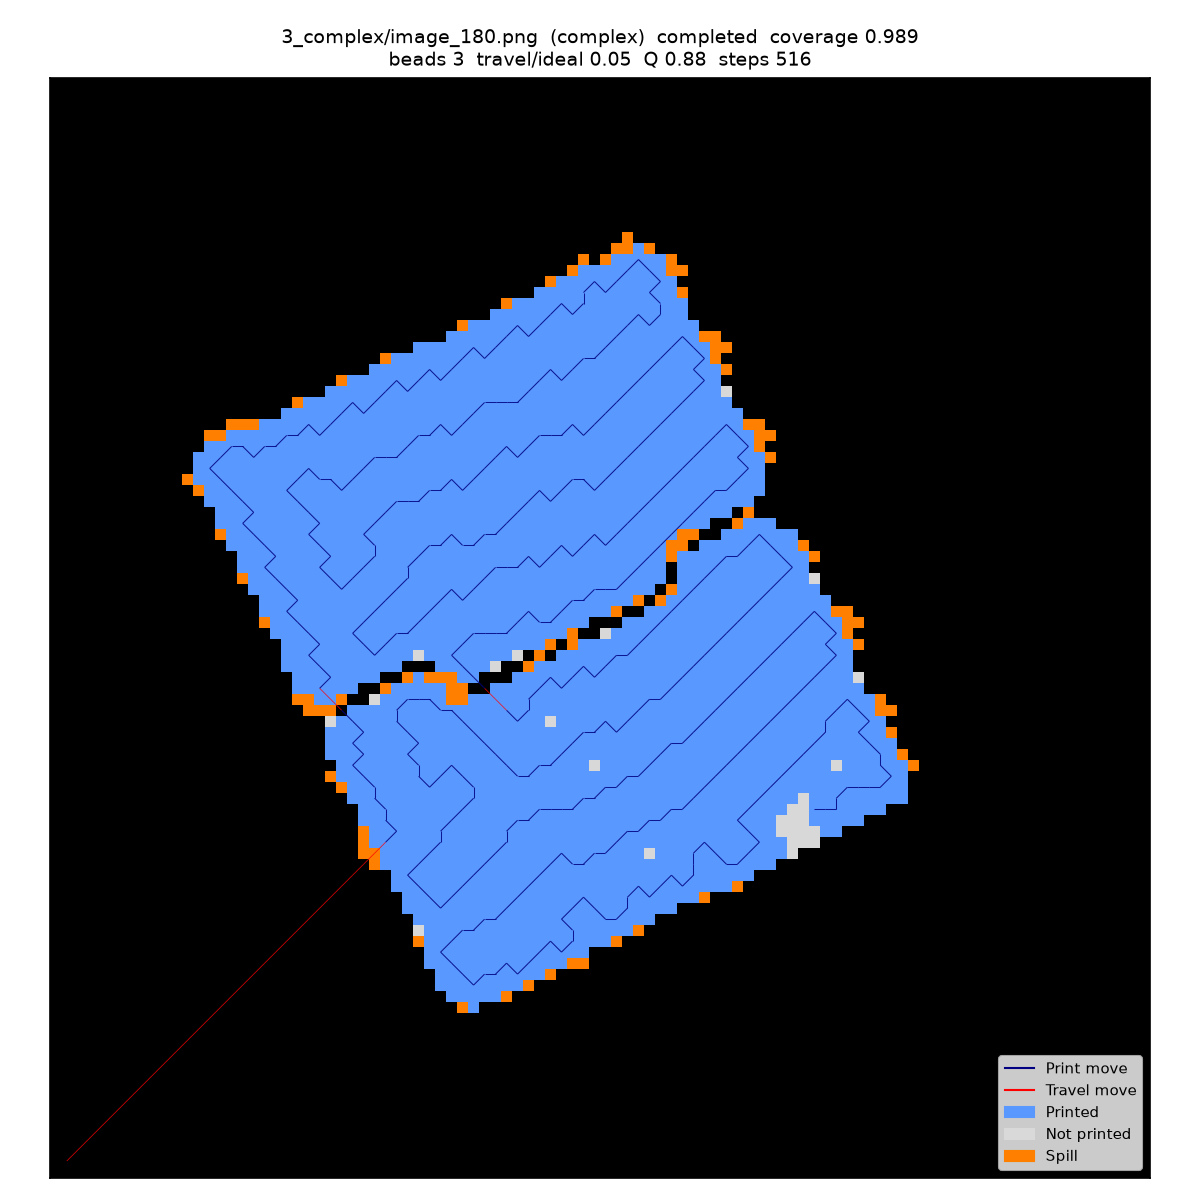 3_complex/image_180.png  (complex)  completed  coverage 0.989
beads 3  travel/ideal 0.05  Q 0.88  steps 516
Print move
Travel move
Printed
Not printed
Spill